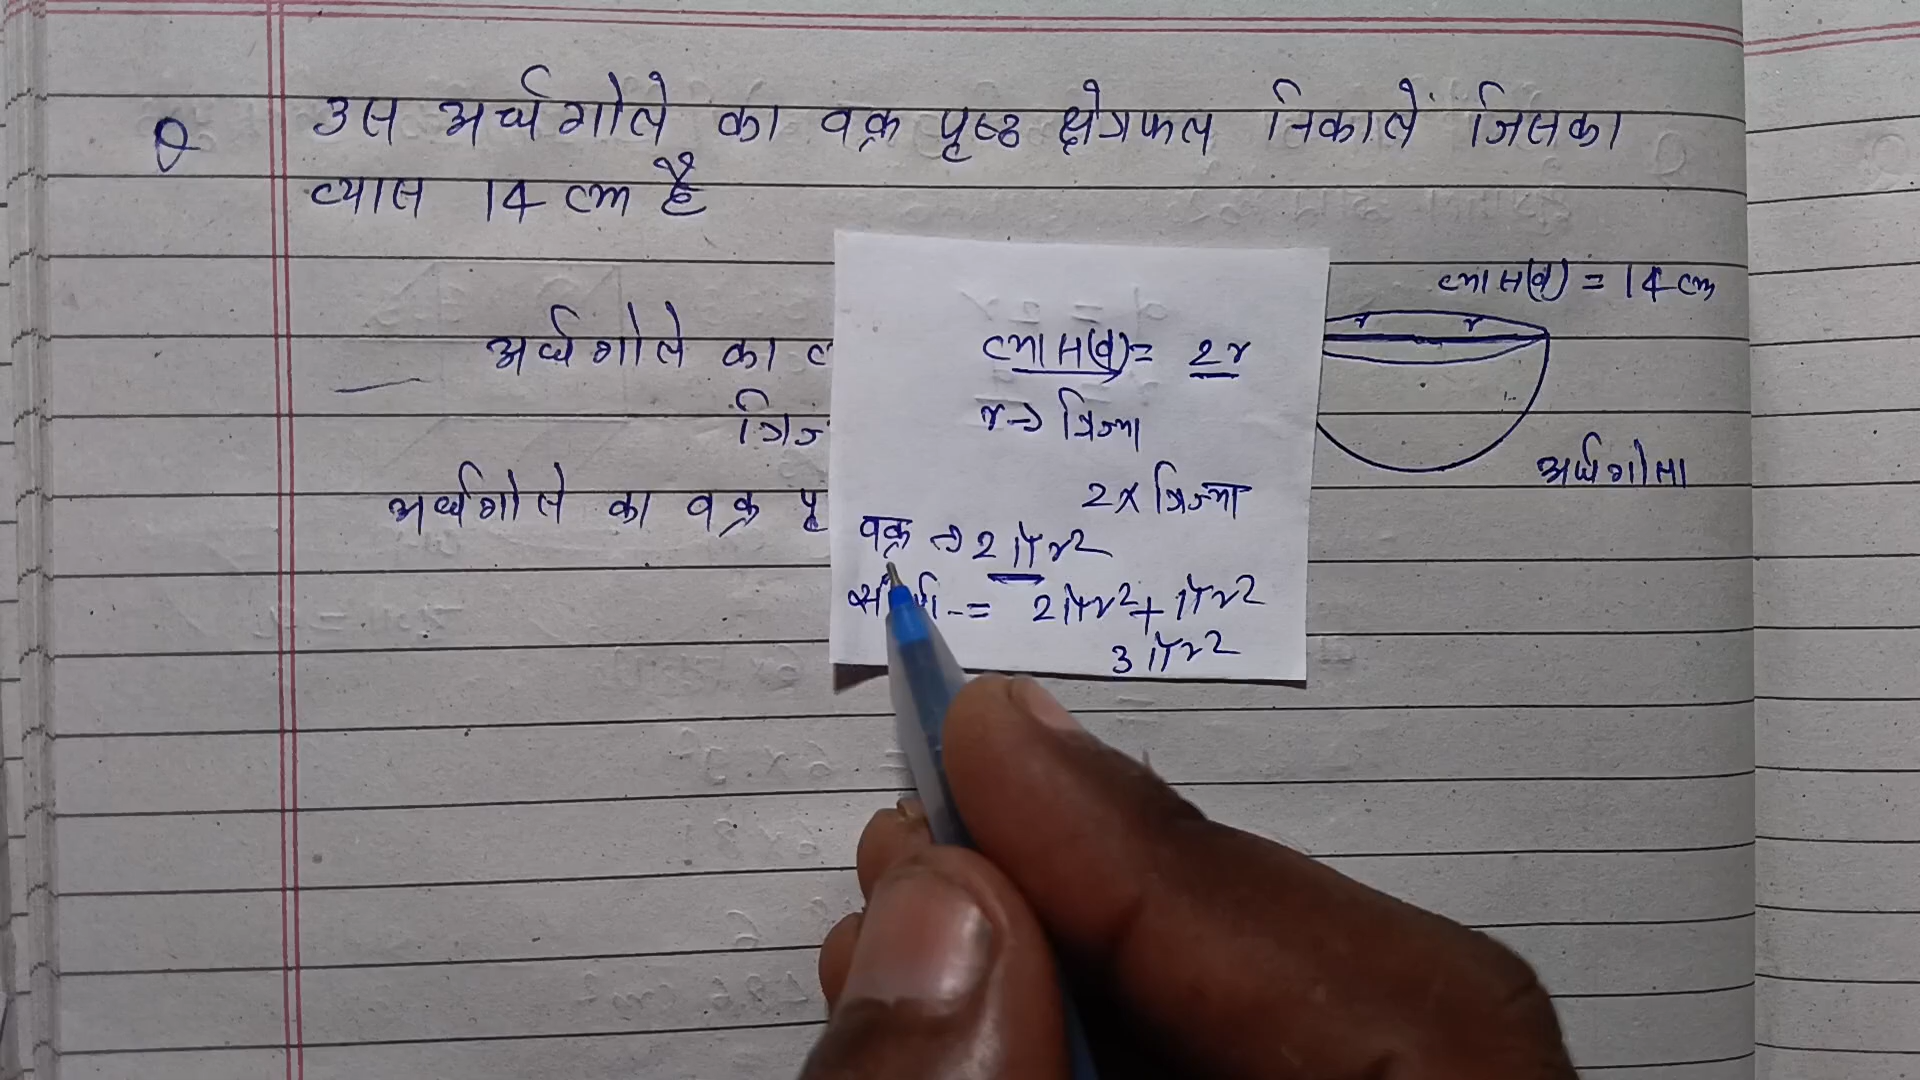 Q उस अर्धगोले का वक्र पृष्ठ क्षेत्रफल निकालें जिसका
व्यास 14 cm है
व्यास(d) = 14 cm
r r
अर्धगोला
अर्धगोले का
अर्धगोले का वक्र पृ
व्यास(d) = 2r
r → त्रिज्या
2 x त्रिज्या
वक्र → 2πr²
= 2πr² + πr²
3πr²